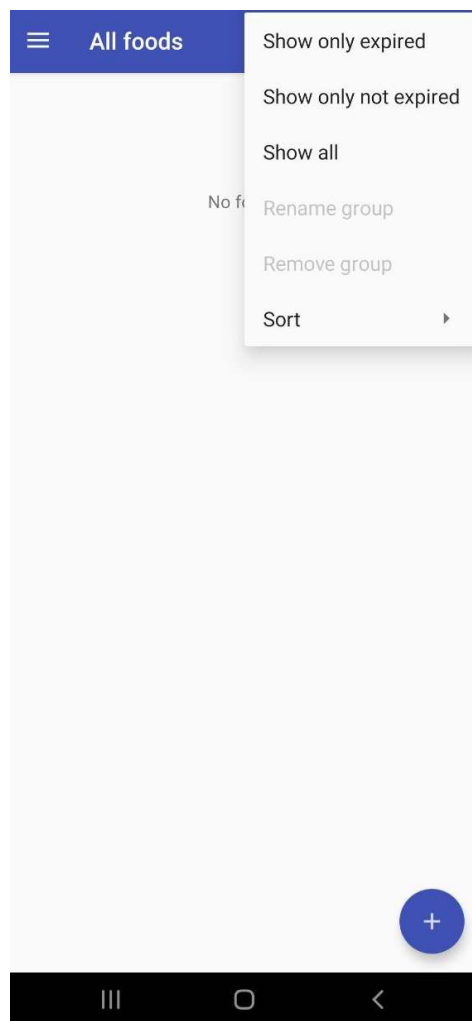 All foods
Show only expired
Show only not expired
Show all
No
Rename group
Remove group
Sort